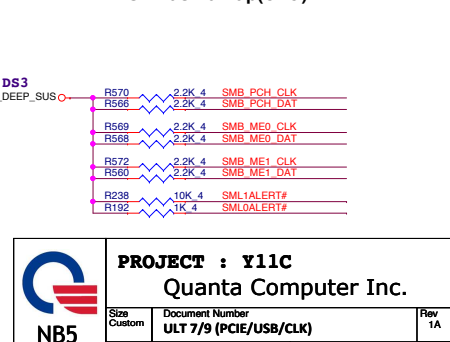 DS3
DEEP_SUS
R570 2.2K_4 SMB_PCH_CLK
R566 2.2K_4 SMB_PCH_DAT
R569 2.2K_4 SMB_ME0_CLK
R568 2.2K_4 SMB_ME0_DAT
R572 2.2K_4 SMB_ME1_CLK
R560 2.2K_4 SMB_ME1_DAT
R238 10K_4 SML1ALERT#
R192 1K_4 SML0ALERT#
PROJECT : Y11C
Quanta Computer Inc.
Size Document Number Rev
Custom ULT 7/9 (PCIE/USB/CLK) 1A
NB5